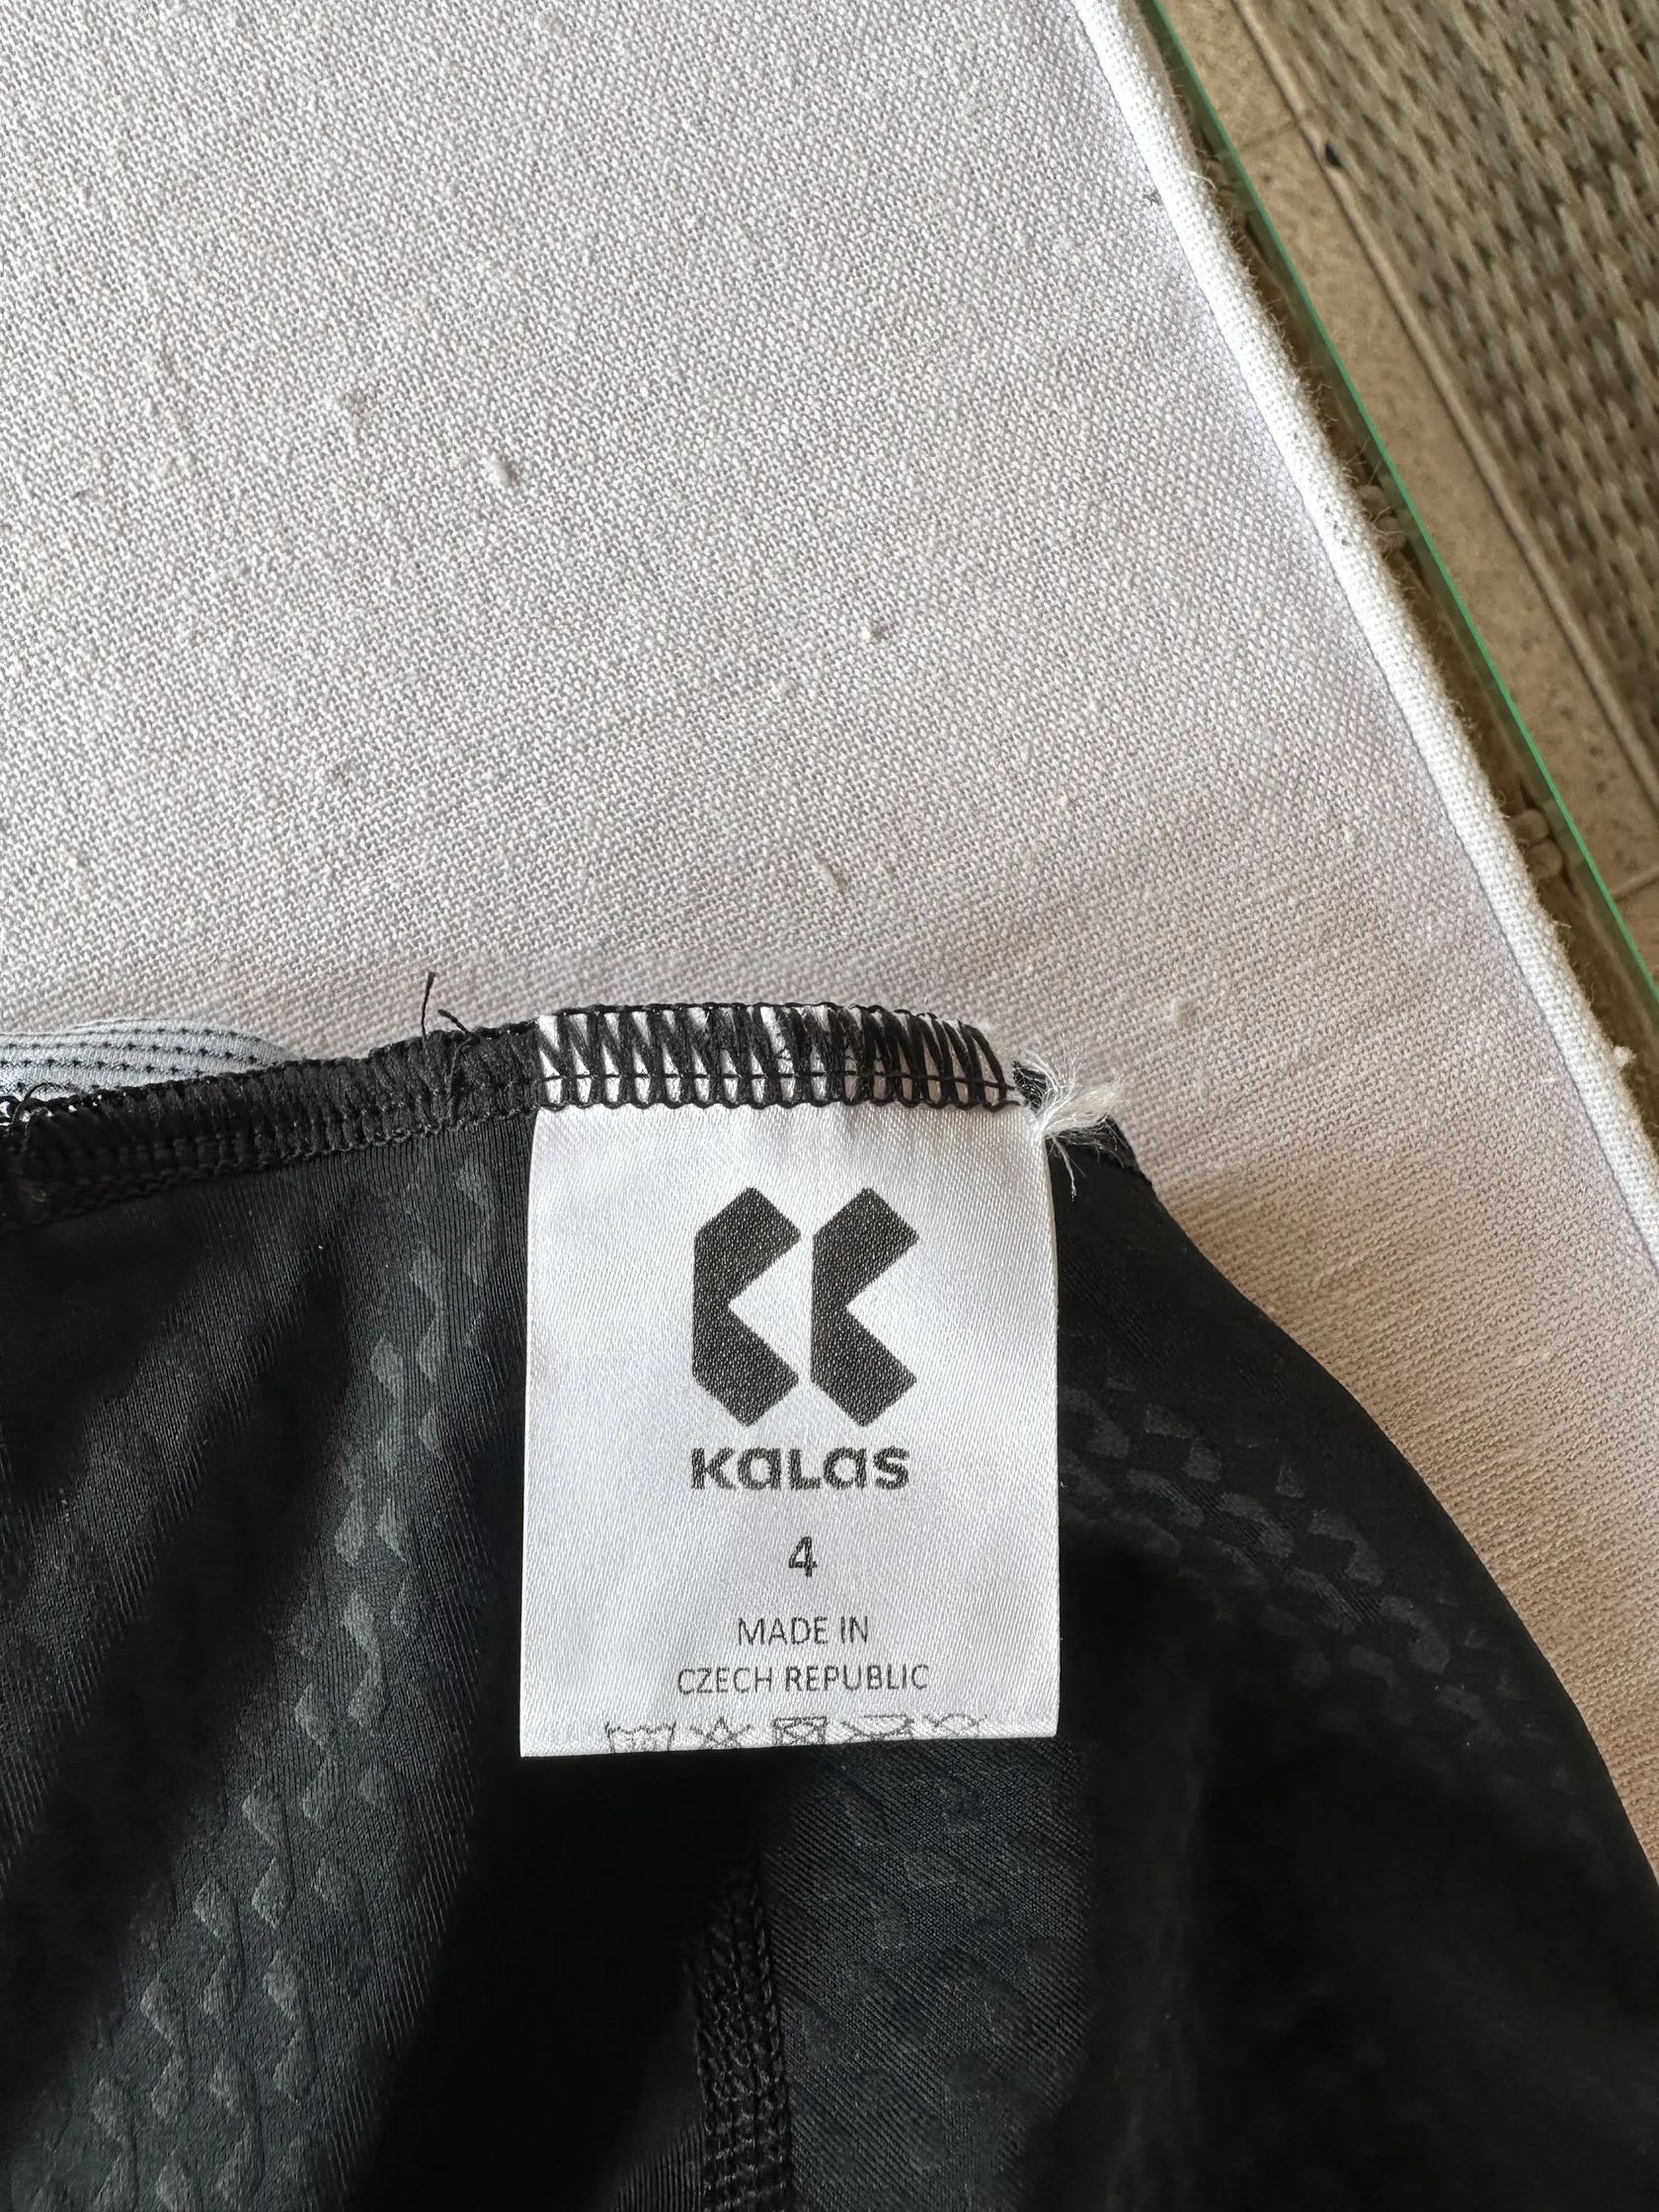 KALAS
4
MADE IN
CZECH REPUBLIC